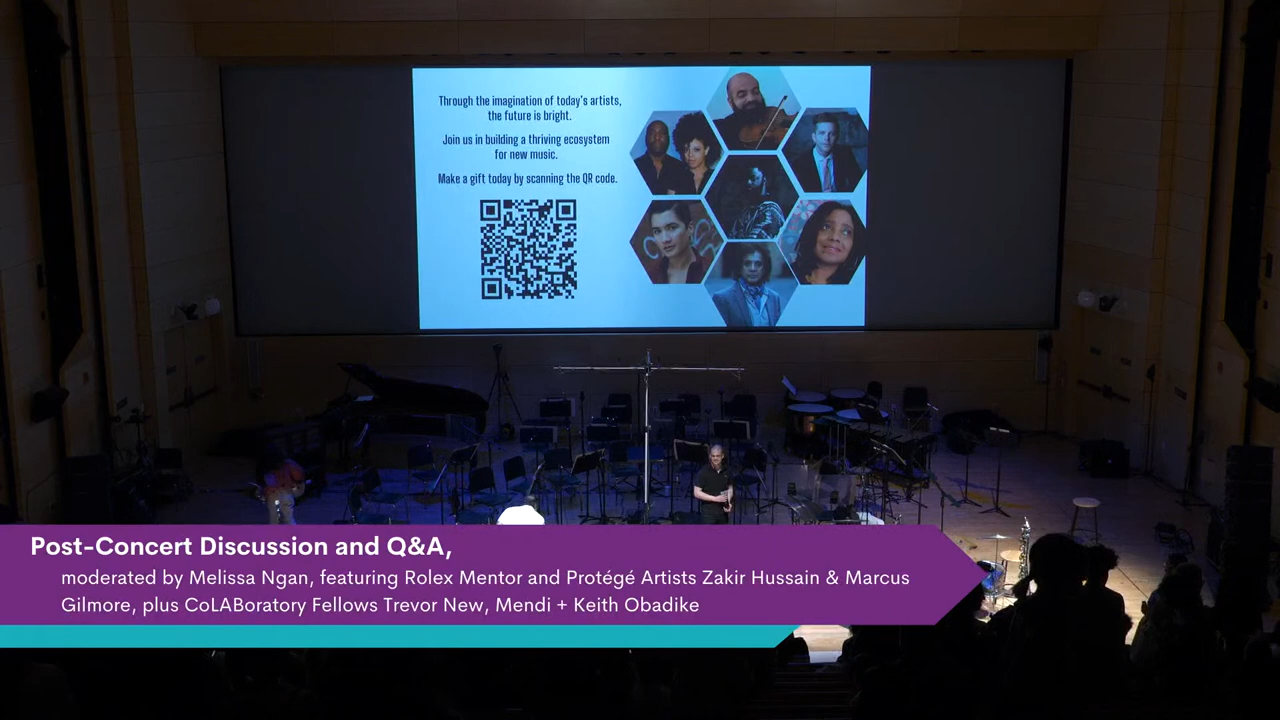 Through the imagination of today's artists,
the future is bright.
Join us in building a thriving ecosystem
for new music.
Make a gift today by scanning the QR code.
Post-Concert Discussion and Q&A,
moderated by Melissa Ngan, featuring Rolex Mentor and Protégé Artists Zakir Hussain & Marcus
Gilmore, plus CoLABoratory Fellows Trevor New, Mendi + Keith Obadike